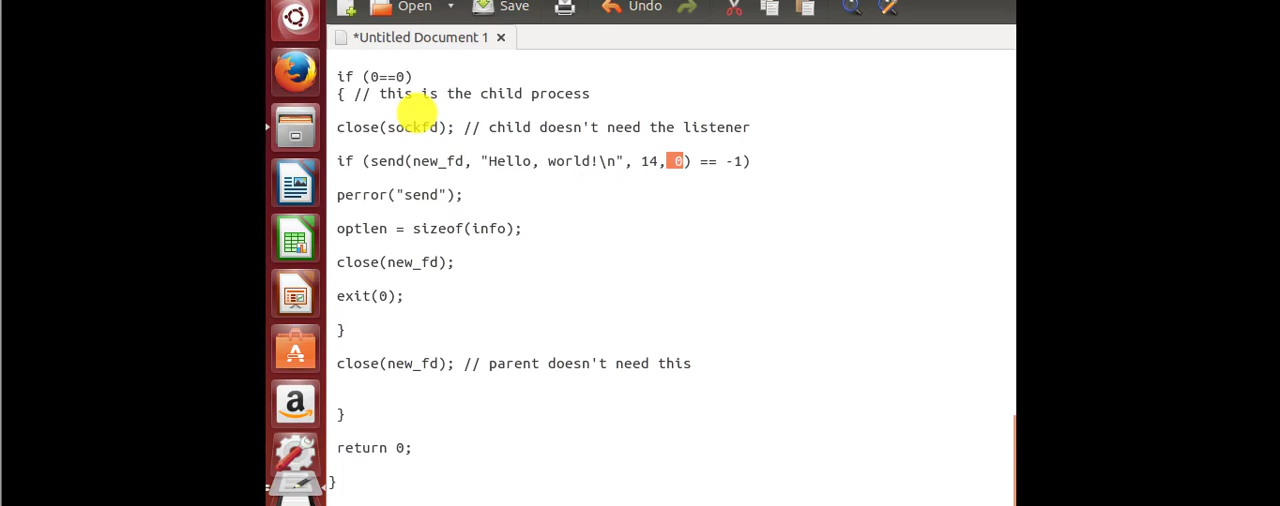 Open Save Undo
*Untitled Document 1
if (0==0)
{ // this is the child process
close(sockfd); // child doesn't need the listener
if (send(new_fd, "Hello, world!\n", 14, 0) == -1)
perror("send");
optlen = sizeof(info);
close(new_fd);
exit(0);
}
close(new_fd); // parent doesn't need this
}
return 0;
}